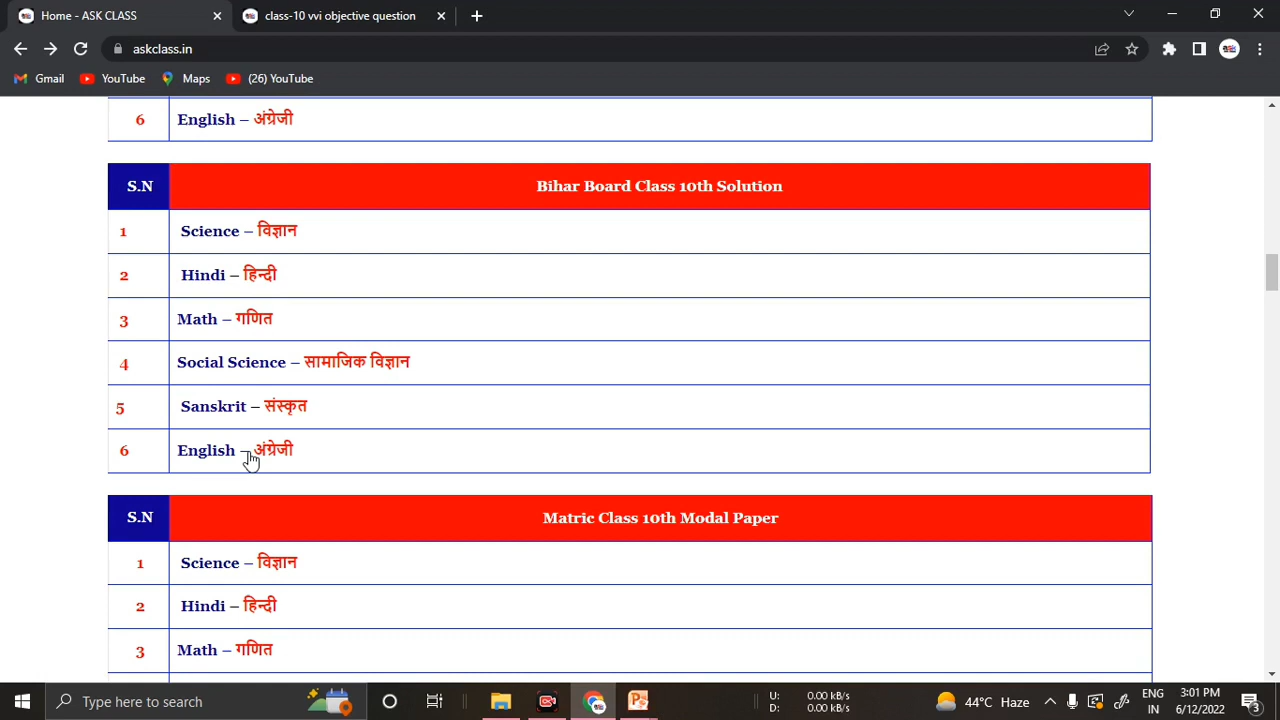 Home - ASK CLASS
class-10 vvi objective question
askclass.in
Gmail YouTube Maps (26) YouTube
6 English – अंग्रेजी
S.N Bihar Board Class 10th Solution
1 Science – विज्ञान
2 Hindi – हिन्दी
3 Math – गणित
4 Social Science – सामाजिक विज्ञान
5 Sanskrit – संस्कृत
6 English – अंग्रेजी
S.N Matric Class 10th Modal Paper
1 Science – विज्ञान
2 Hindi – हिन्दी
3 Math – गणित
Type here to search
U: 0.00 kB/s
D: 0.00 kB/s
44°C Haze
ENG
IN
3:01 PM
6/12/2022
3